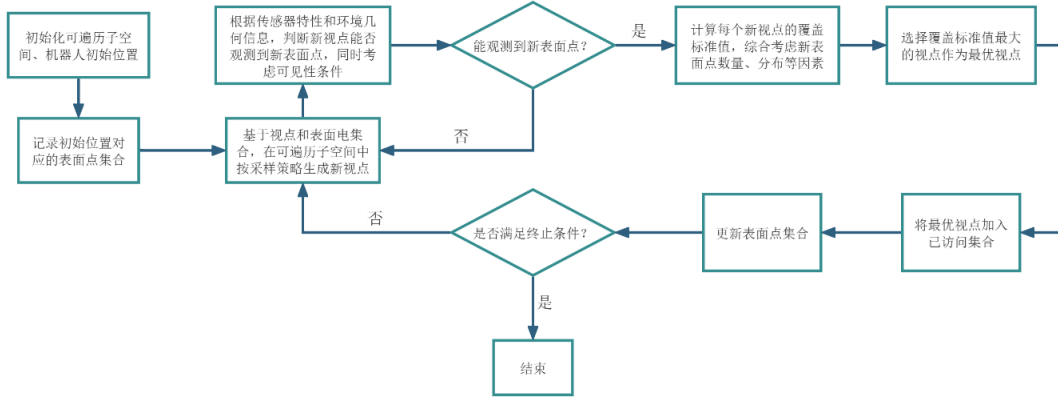 初始化可遍历子空
间、机器人初始位置
记录初始位置对
应的表面点集合
基于视点和表面电集
合，在可遍历子空间中
按采样策略生成新视点
根据传感器特性和环境几
何信息，判断新视点能否
观测到新表面点，同时考
虑可见性条件
能观测到新表面点？
是
否
计算每个新视点的覆盖
标准值，综合考虑新表
面点数量、分布等因素
选择覆盖标准值最大
的视点作为最优视点
将最优视点加入
已访问集合
更新表面点集合
是否满足终止条件？
否
是
结束